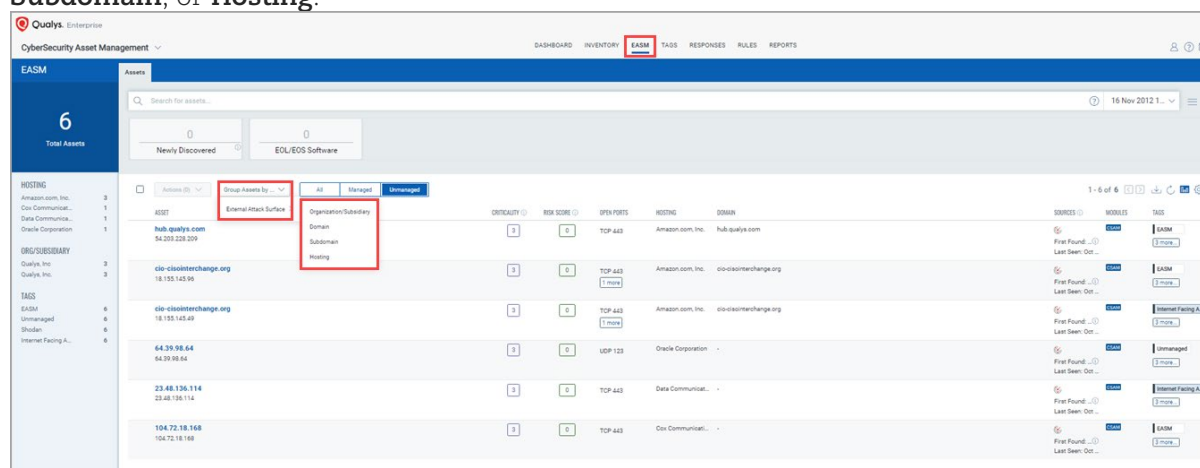 Subdomain, or Hosting.
Qualys. Enterprise
CyberSecurity Asset Management
DASHBOARD INVENTORY EASM TAGS RESPONSES RULES REPORTS
EASM
Assets
Search for assets...
16 Nov 2012 1...
6
Total Assets
0
Newly Discovered
0
EOL/EOS Software
HOSTING
Amazon.com, Inc. 3
Cox Communicat... 1
Data Communica... 1
Oracle Corporation 1
ORG/SUBSIDIARY
Qualys, Inc 3
Qualys, Inc. 3
TAGS
EASM 6
Unmanaged 6
Shodan 6
Internet Facing A... 6
Actions (0) Group Assets by ... All Managed Unmanaged
1 - 6 of 6
External Attack Surface
Organization/Subsidiary
Domain
Subdomain
Hosting
ASSET CRITICALITY RISK SCORE OPEN PORTS HOSTING DOMAIN SOURCES MODULES TAGS
hub.qualys.com 3 0 TCP-443 Amazon.com, Inc. hub.qualys.com CSAM EASM
54.203.228.209 First Found: ... 3 more...
Last Seen: Oct ...
cio-cisointerchange.org 3 0 TCP-443 Amazon.com, Inc. cio-cisointerchange.org CSAM EASM
18.155.145.96 1 more First Found: ... 3 more...
Last Seen: Oct ...
cio-cisointerchange.org 3 0 TCP-443 Amazon.com, Inc. cio-cisointerchange.org CSAM Internet Facing A
18.155.145.49 1 more First Found: ... 3 more...
Last Seen: Oct ...
64.39.98.64 3 0 UDP 123 Oracle Corporation - CSAM Unmanaged
64.39.98.64 First Found: ... 3 more...
Last Seen: Oct ...
23.48.136.114 3 0 TCP-443 Data Communicat... - CSAM Internet Facing A
23.48.136.114 First Found: ... 3 more...
Last Seen: Oct ...
104.72.18.168 3 0 TCP-443 Cox Communicati... - CSAM EASM
104.72.18.168 First Found: ... 3 more...
Last Seen: Oct ...